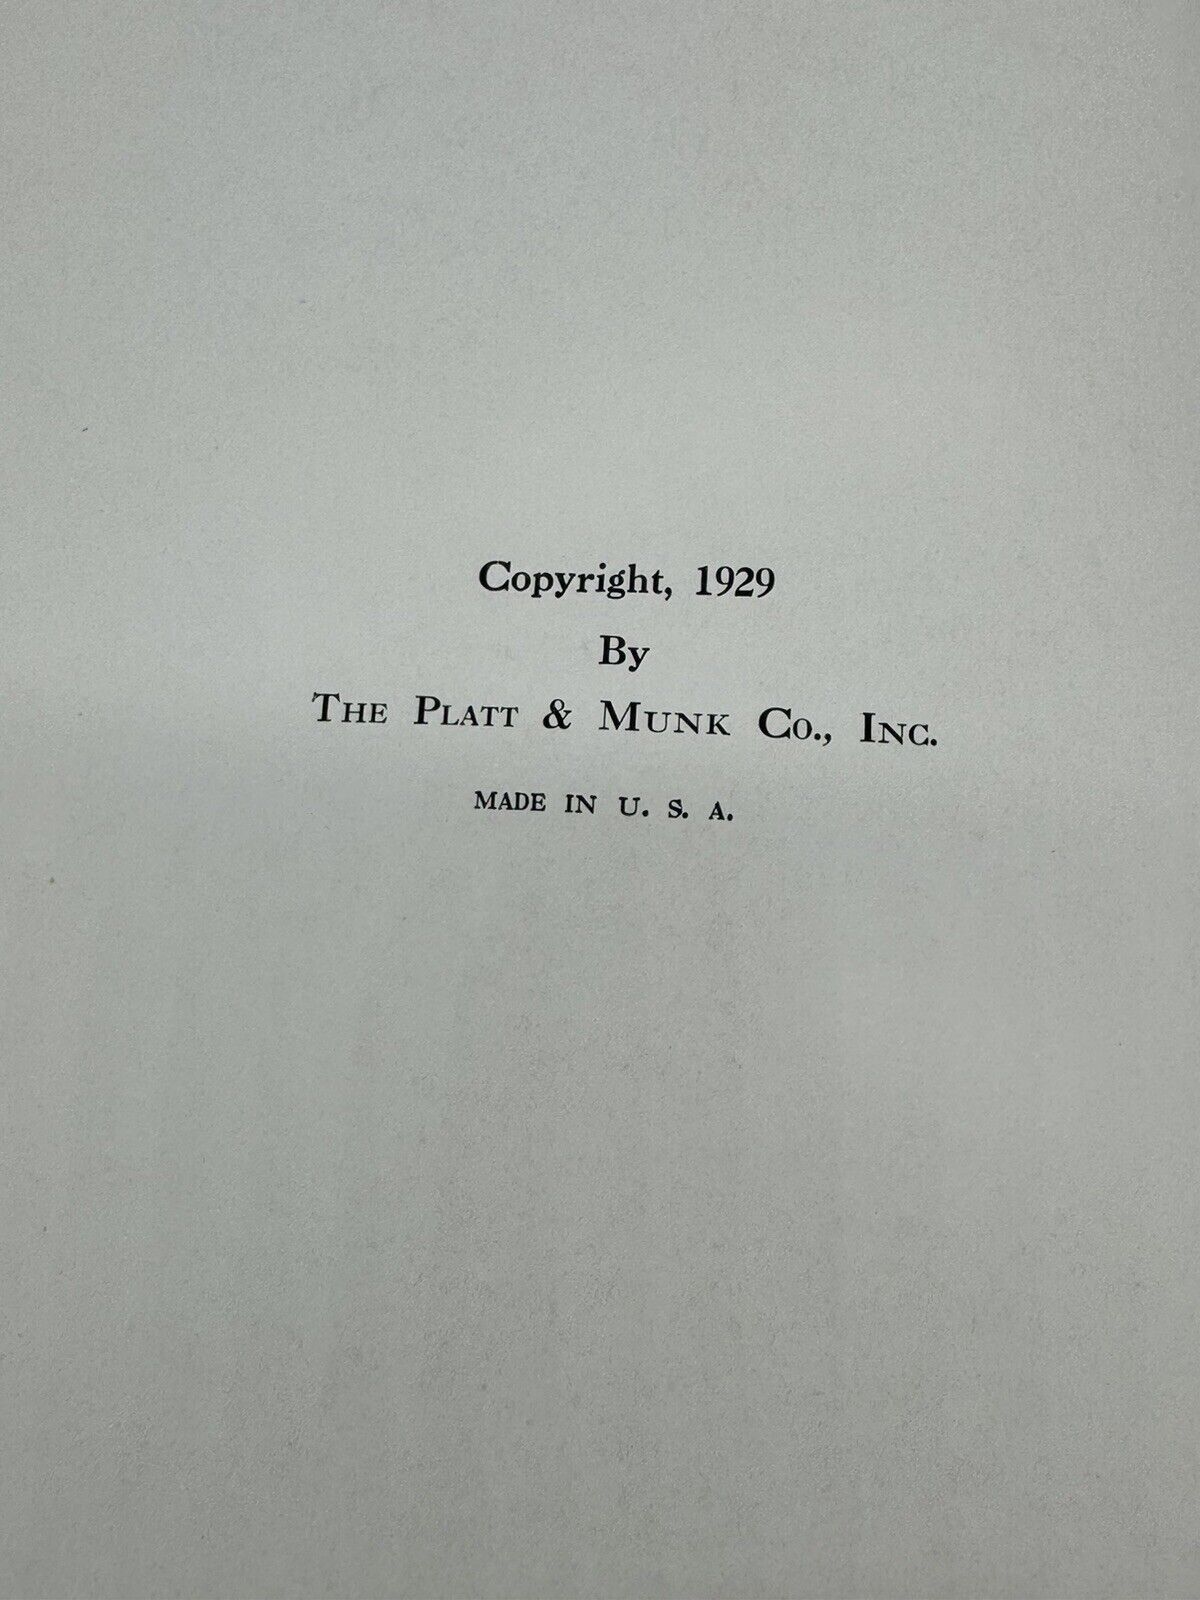 Copyright, 1929
By
The Platt & Munk Co., Inc.
MADE IN U. S. A.